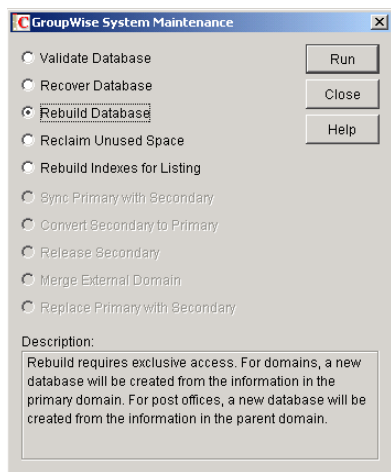 GroupWise System Maintenance
Validate Database
Run
Recover Database
Close
Rebuild Database
Help
Reclaim Unused Space
Rebuild Indexes for Listing
Sync Primary with Secondary
Convert Secondary to Primary
Release Secondary
Merge External Domain
Replace Primary with Secondary
Description:
Rebuild requires exclusive access. For domains, a new
database will be created from the information in the
primary domain. For post offices, a new database will be
created from the information in the parent domain.